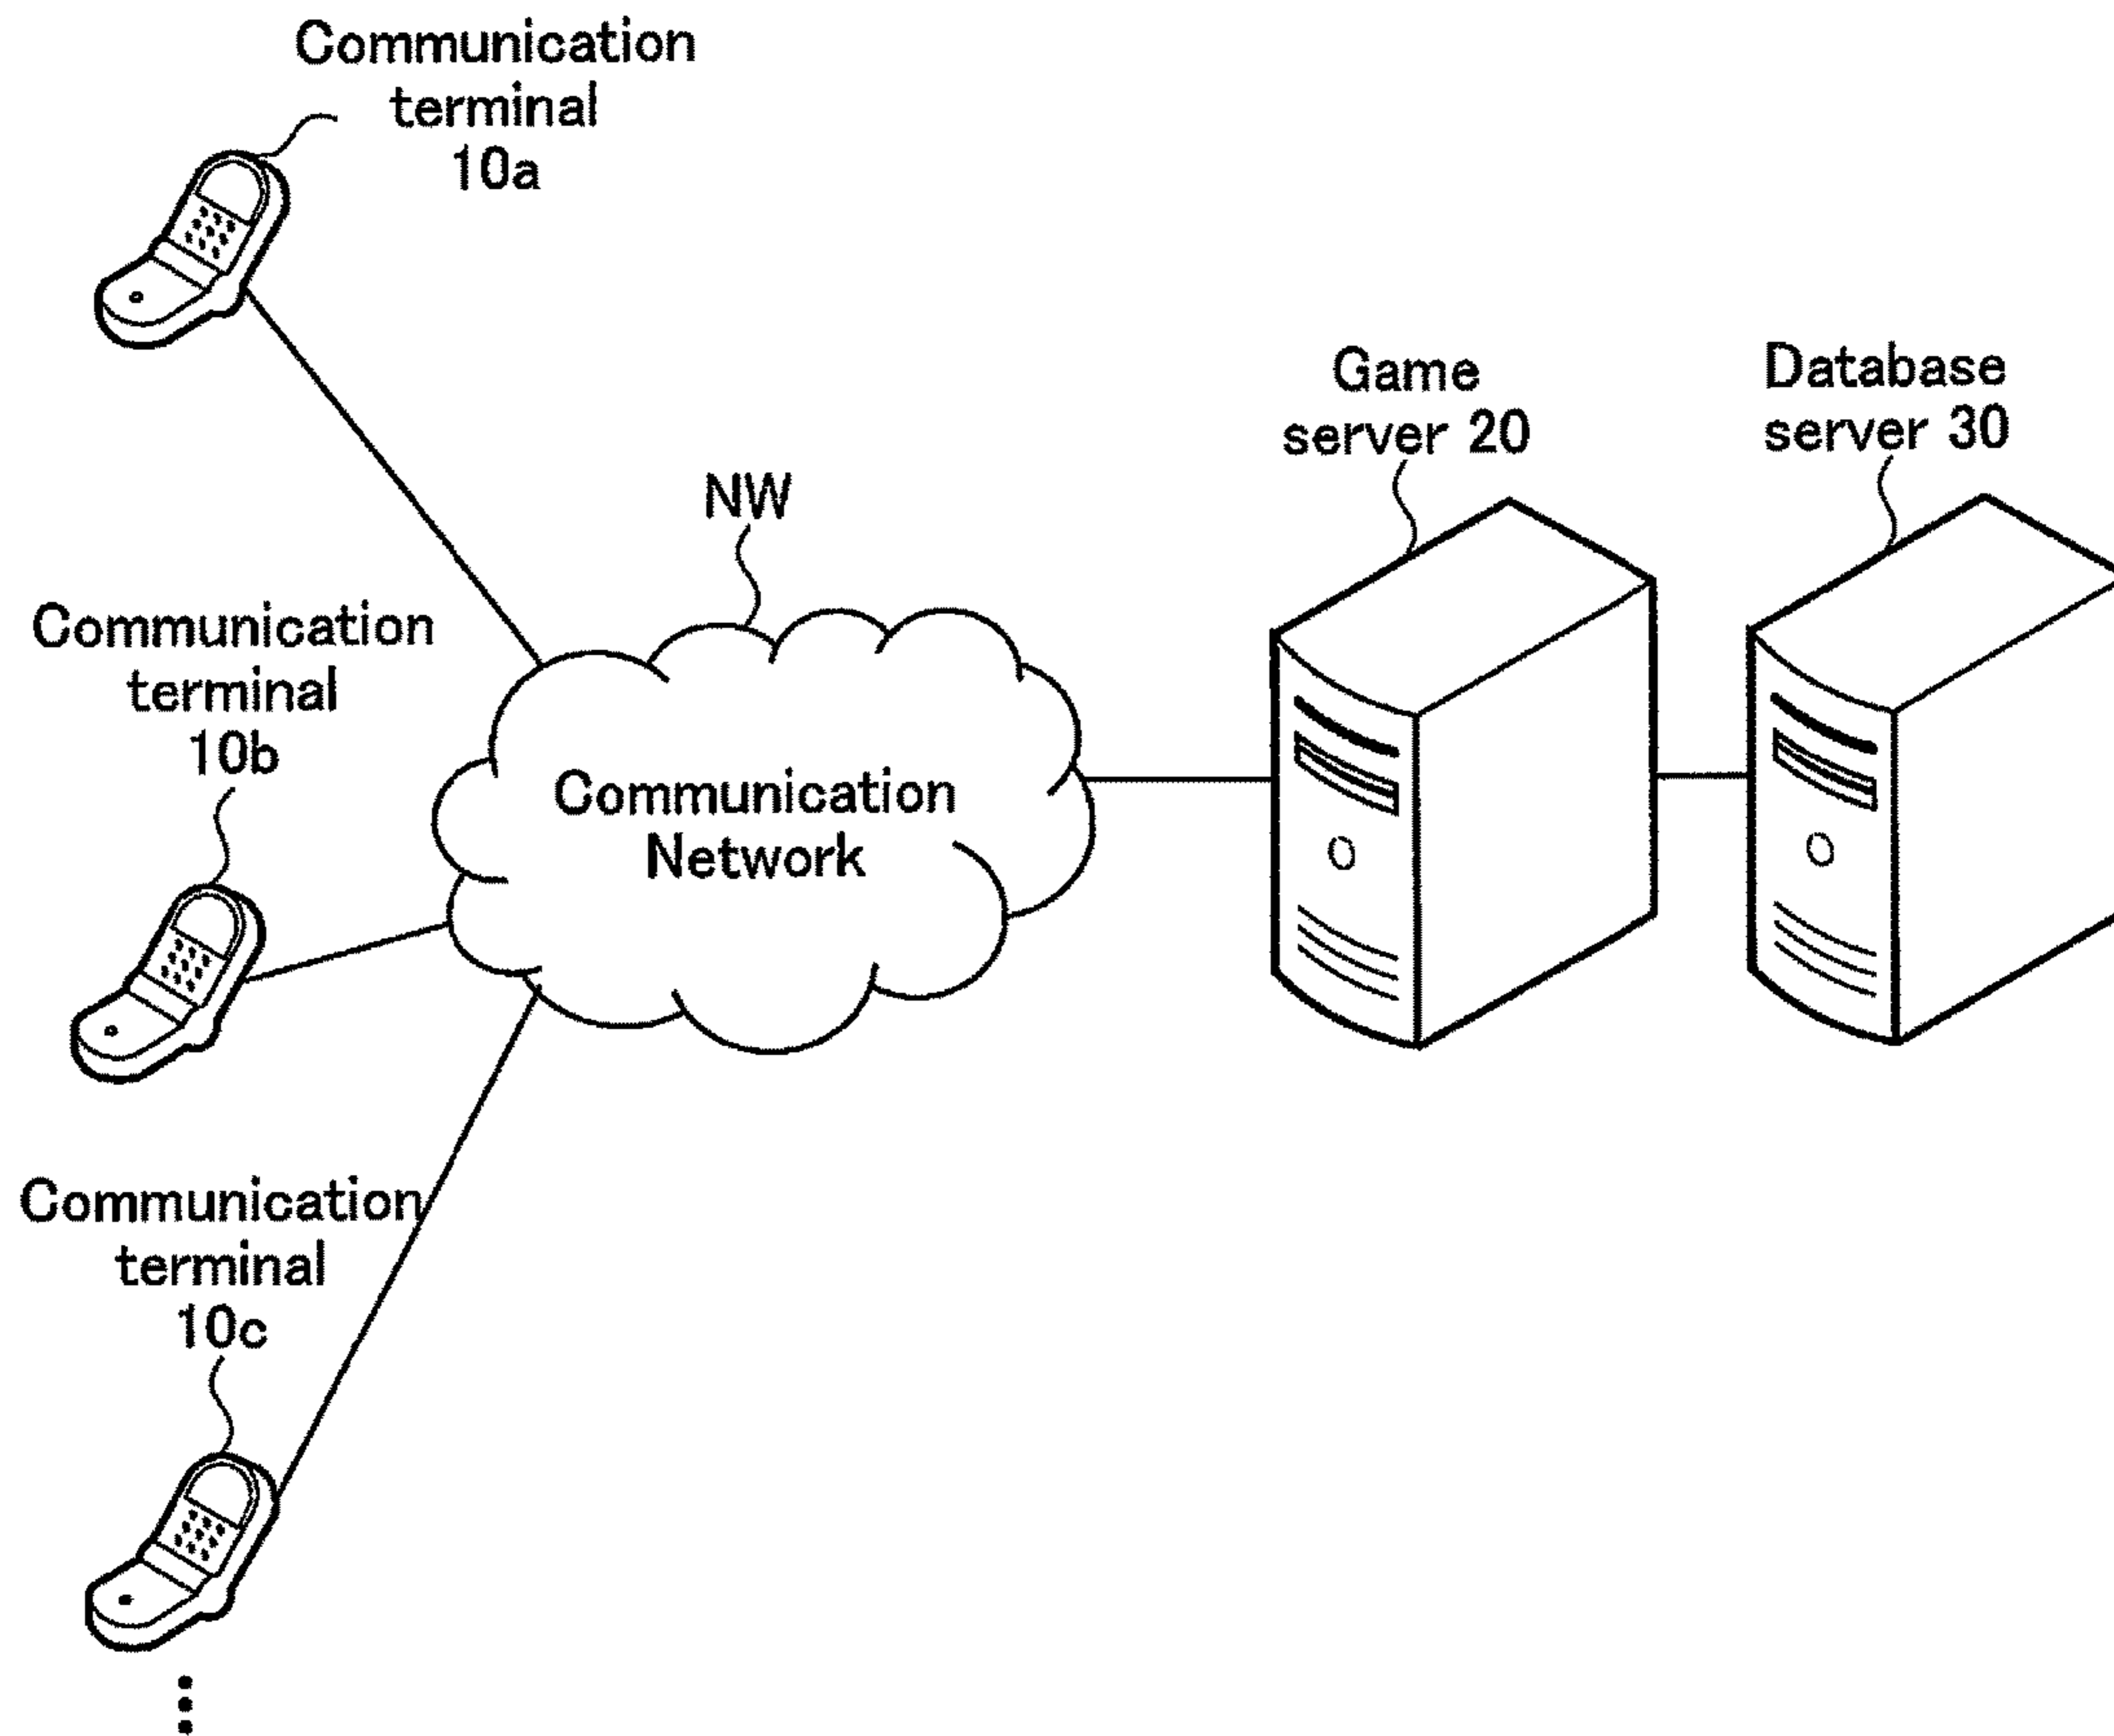 Communication
terminal
10a
NW
Game
server 20
Database
server 30
Communication
terminal
10b
Communication
Network
Communication
terminal
10c